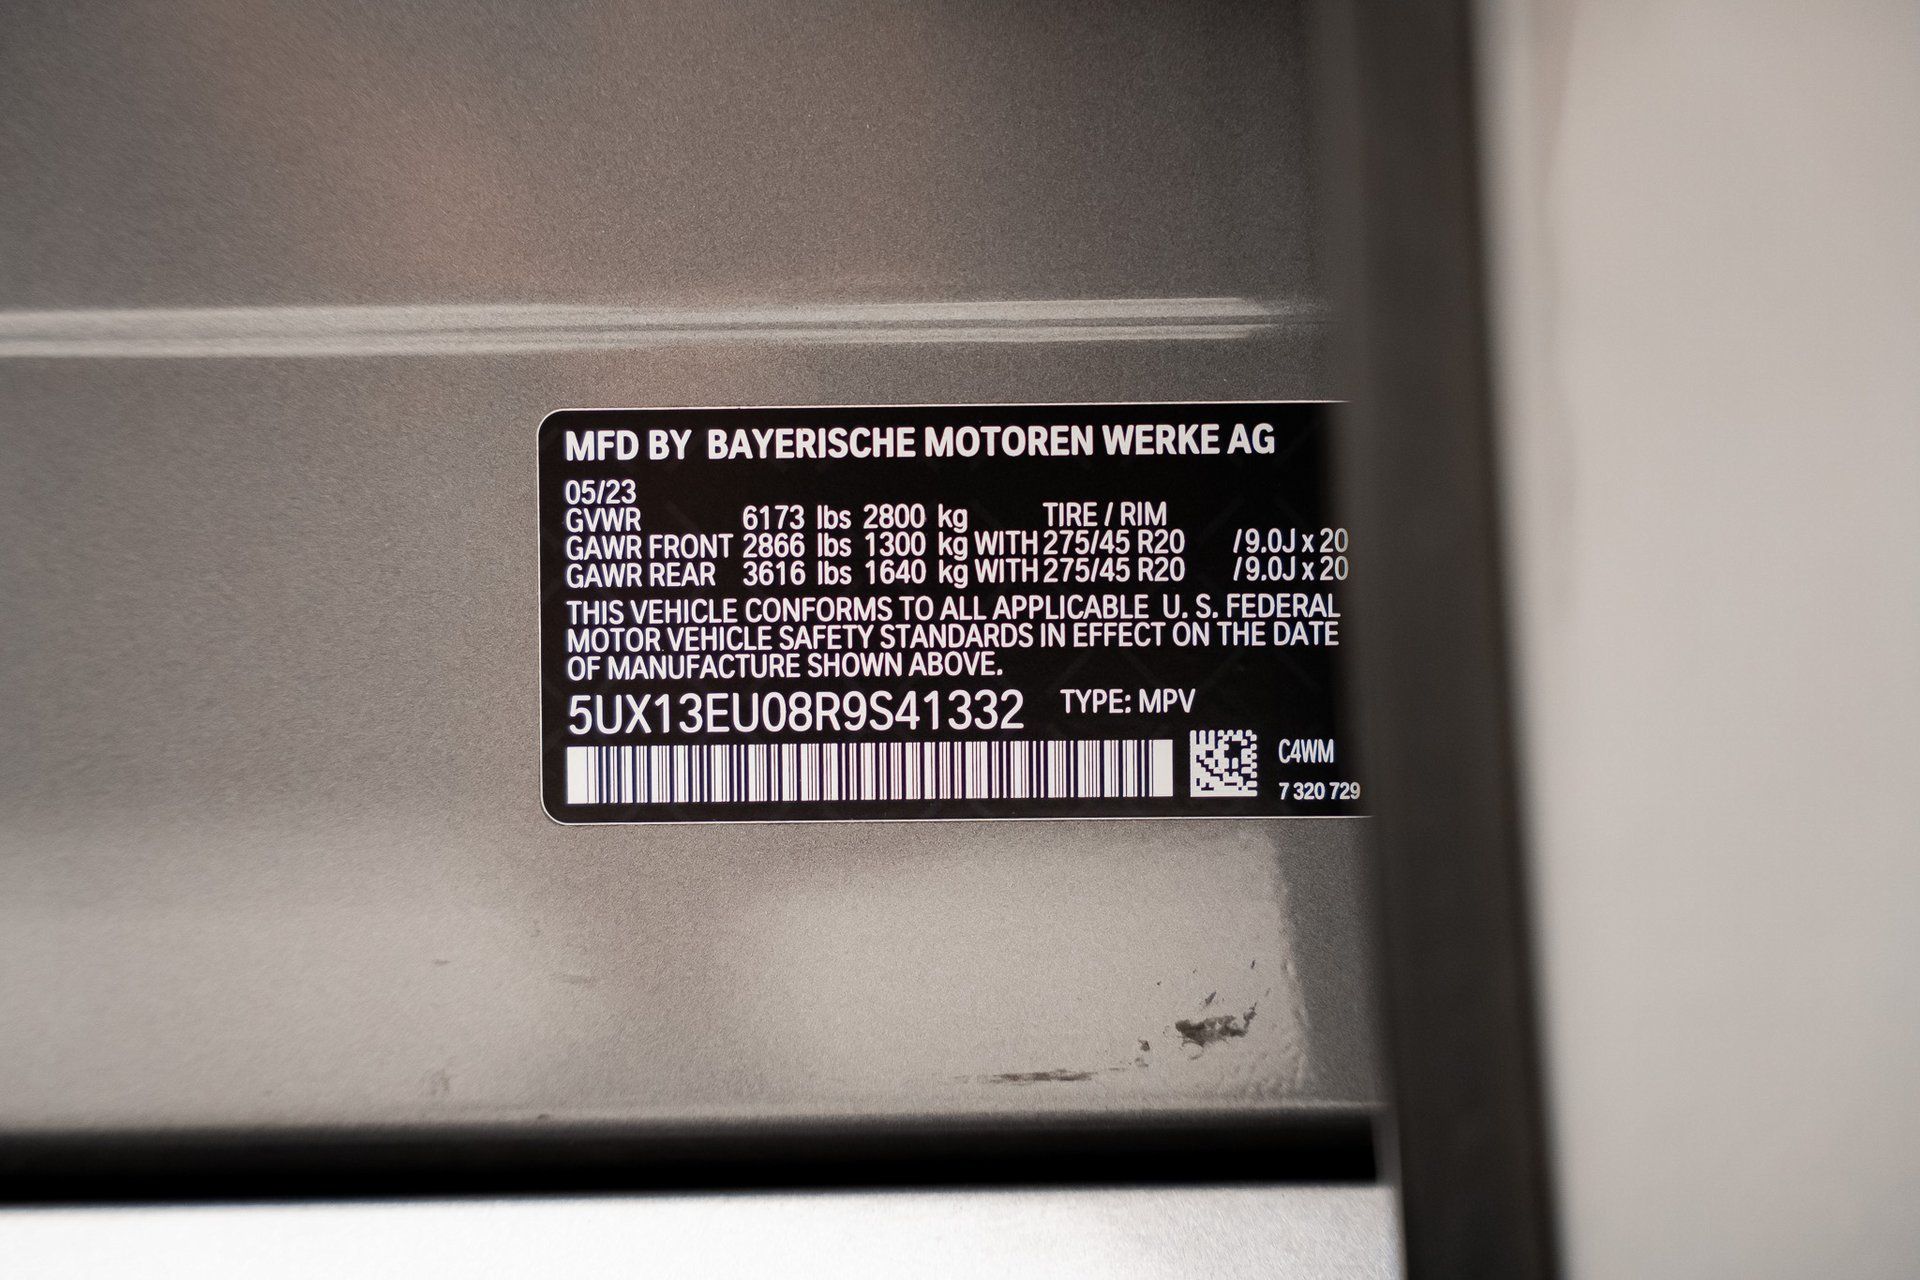 MFD BY BAYERISCHE MOTOREN WERKE AG
05/23
GVWR 6173 lbs 2800 kg TIRE / RIM
GAWR FRONT 2866 lbs 1300 kg WITH 275/45 R20 /9.0J x 20
GAWR REAR 3616 lbs 1640 kg WITH 275/45 R20 /9.0J x 20
THIS VEHICLE CONFORMS TO ALL APPLICABLE U. S. FEDERAL
MOTOR VEHICLE SAFETY STANDARDS IN EFFECT ON THE DATE
OF MANUFACTURE SHOWN ABOVE.
5UX13EU08R9S41332 TYPE: MPV
C4WM
7 320 729